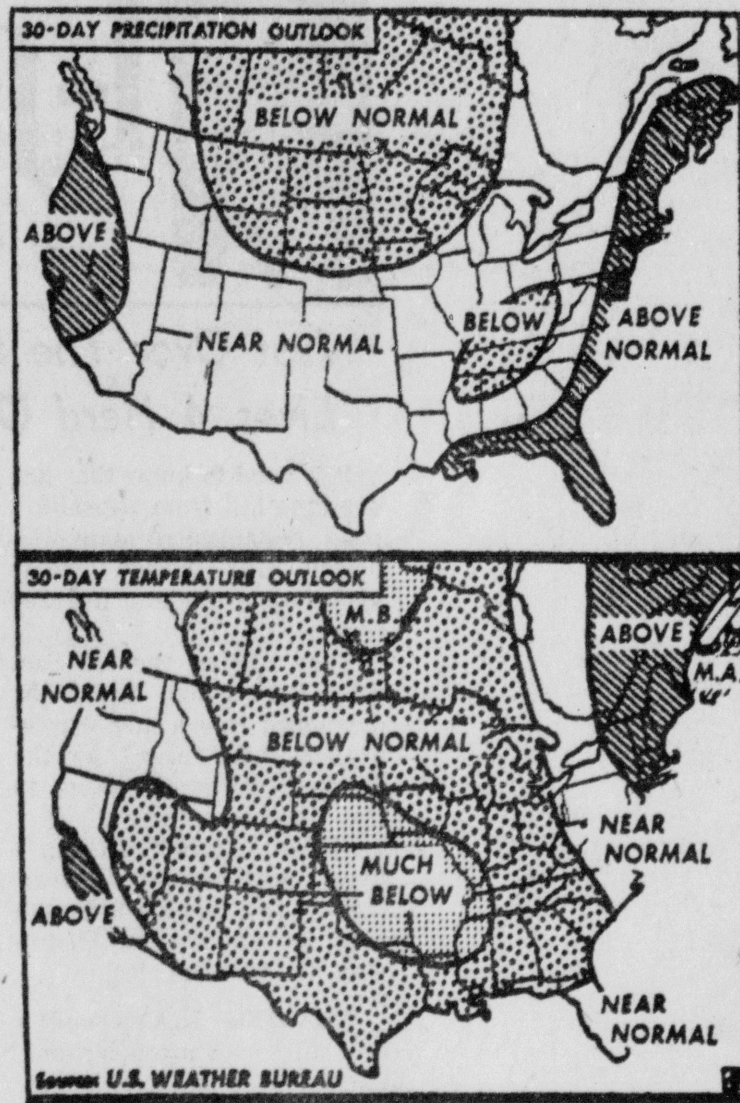 30-DAY PRECIPITATION OUTLOOK
BELOW NORMAL
ABOVE
NEAR NORMAL
BELOW
ABOVE
NORMAL
30-DAY TEMPERATURE OUTLOOK
M.B.
ABOVE
M.A.
NEAR
NORMAL
BELOW NORMAL
NEAR
NORMAL
MUCH
BELOW
ABOVE
NEAR
NORMAL
Source: U.S. WEATHER BUREAU